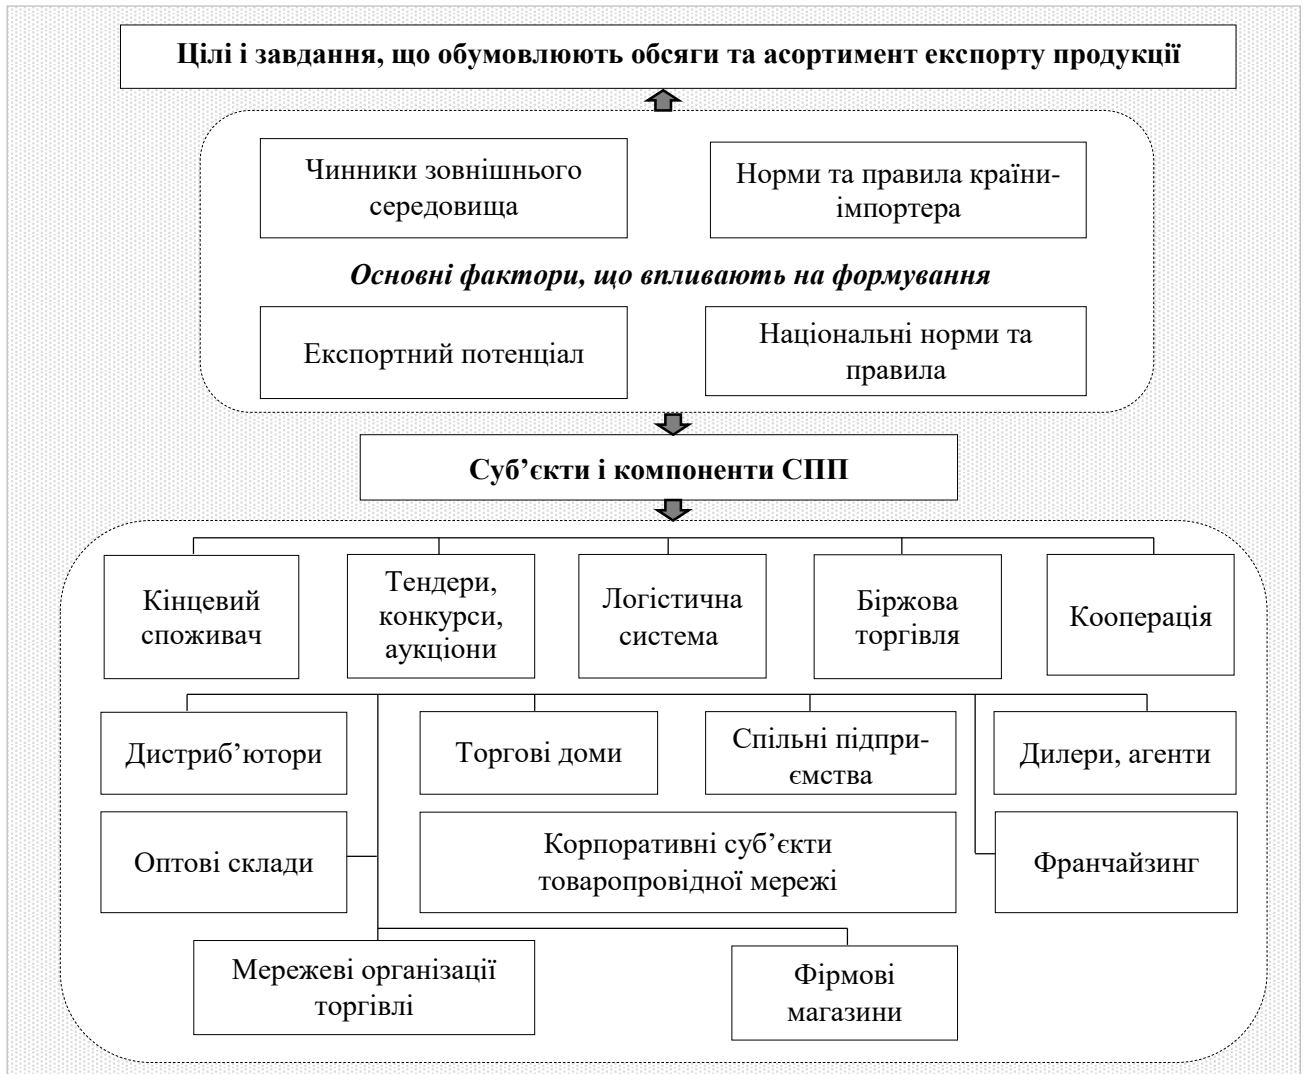 Цілі і завдання, що обумовлюють обсяги та асортимент експорту продукції
Чинники зовнішнього
середовища
Норми та правила країни-
імпортера
Основні фактори, що впливають на формування
Експортний потенціал
Національні норми та
правила
Суб’єкти і компоненти СПП
Кінцевий
споживач
Тендери,
конкурси,
аукціони
Логістична
система
Біржова
торгівля
Кооперація
Дистриб’ютори
Торгові доми
Спільні підпри-
ємства
Дилери, агенти
Оптові склади
Корпоративні суб’єкти
товаропровідної мережі
Франчайзинг
Мережеві організації
торгівлі
Фірмові
магазини